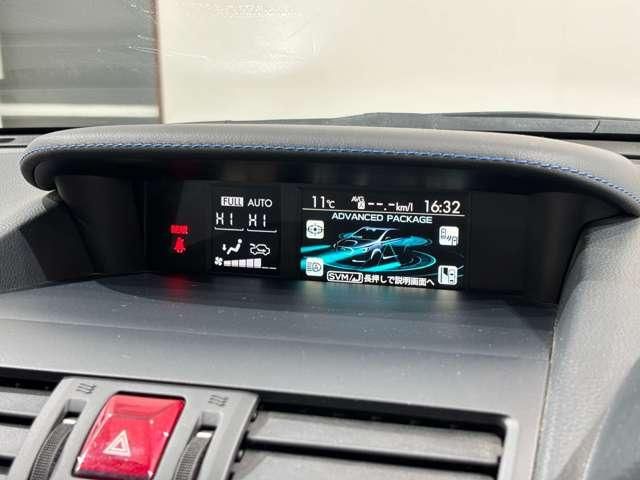 FULL AUTO
HI HI
REAR
11℃ AVG A --.-km/l 16:32
ADVANCED PACKAGE
SVM/ 長押しで説明画面へ